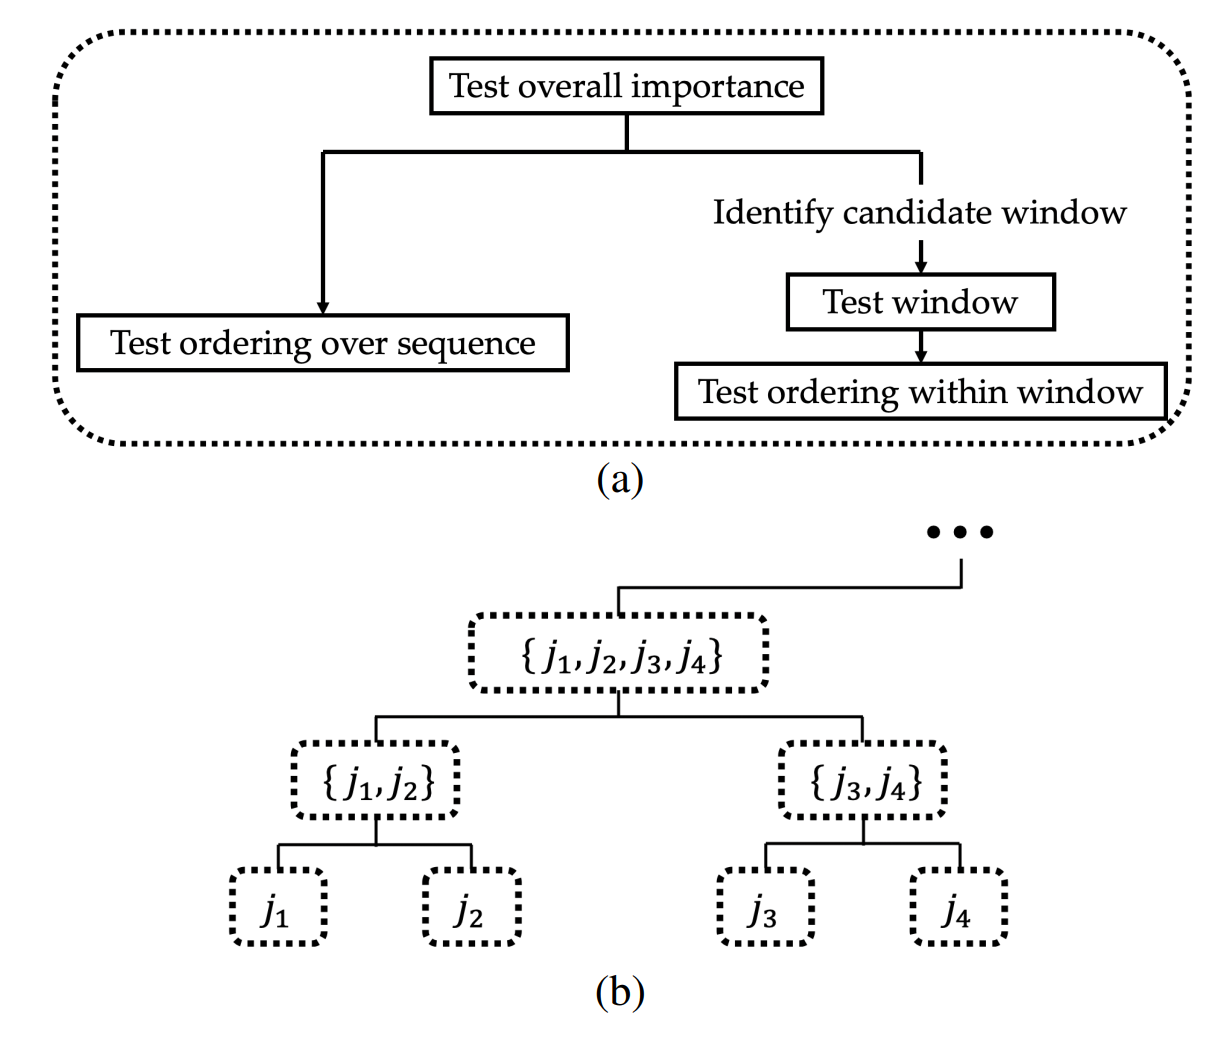 Test overall importance
Identify candidate window
Test window
Test ordering over sequence
Test ordering within window
(a)
•••
{j₁,j₂,j₃,j₄}
{j₁,j₂} {j₃,j₄}
j₁ j₂ j₃ j₄
(b)